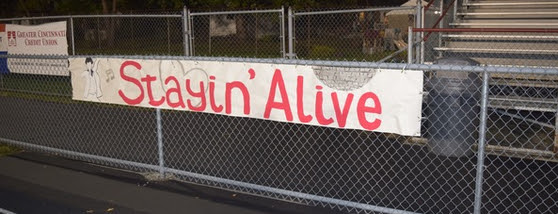 Greater Cincinnati
Credit Union
Stayin' Alive